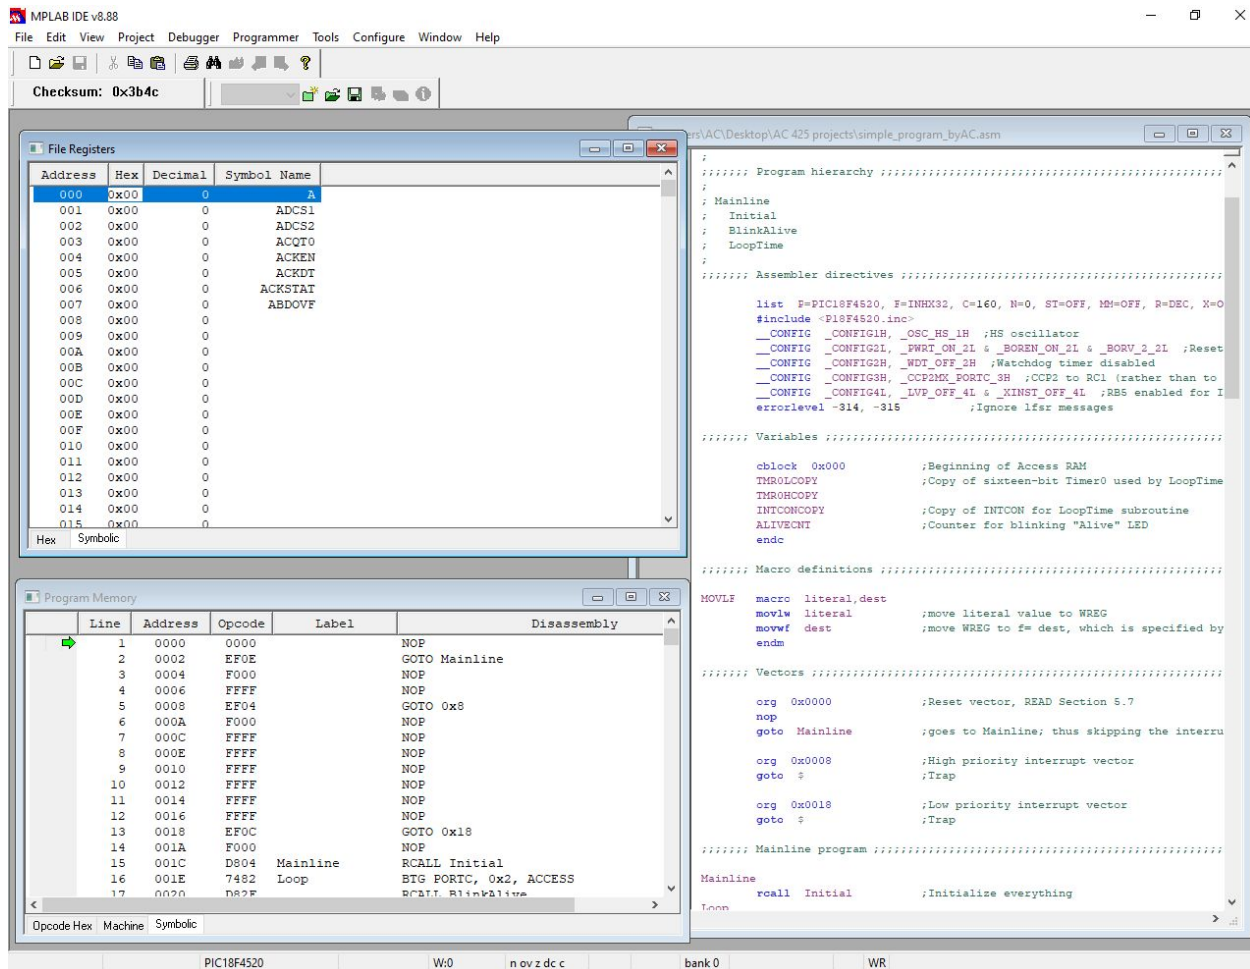 MPLAB IDE v8.88
File Edit View Project Debugger Programmer Tools Configure Window Help
Checksum: 0x3b4c
File Registers
Address Hex Decimal Symbol Name
000 0x00 0 A
001 0x00 0 ADCS1
002 0x00 0 ADCS2
003 0x00 0 ACQT0
004 0x00 0 ACKEN
005 0x00 0 ACKDT
006 0x00 0 ACKSTAT
007 0x00 0 ABDOVF
008 0x00 0
009 0x00 0
00A 0x00 0
00B 0x00 0
00C 0x00 0
00D 0x00 0
00E 0x00 0
00F 0x00 0
010 0x00 0
011 0x00 0
012 0x00 0
013 0x00 0
014 0x00 0
015 0x00 0
Hex Symbolic
Program Memory
Line Address Opcode Label Disassembly
1 0000 0000 NOP
2 0002 EF0E GOTO Mainline
3 0004 F000 NOP
4 0006 FFFF NOP
5 0008 EF04 GOTO 0x8
6 000A F000 NOP
7 000C FFFF NOP
8 000E FFFF NOP
9 0010 FFFF NOP
10 0012 FFFF NOP
11 0014 FFFF NOP
12 0016 FFFF NOP
13 0018 EF0C GOTO 0x18
14 001A F000 NOP
15 001C D804 Mainline RCALL Initial
16 001E 7482 Loop BTG PORTC, 0x2, ACCESS
17 0020 D82F RCALL BlinkAlive
Opcode Hex Machine Symbolic
ers\AC\Desktop\AC 425 projects\simple_program_byAC.asm
;
;;;;;;; Program hierarchy ;;;;;;;;;;;;;;;;;;;;;;;;;;;;;;;;;;;;;;;;;;;;;;;;;;
;
; Mainline
;   Initial
;   BlinkAlive
;   LoopTime
;
;;;;;;; Assembler directives ;;;;;;;;;;;;;;;;;;;;;;;;;;;;;;;;;;;;;;;;;;;;;;;
list P=PIC18F4520, F=INHX32, C=160, N=0, ST=OFF, MM=OFF, R=DEC, X=O
#include <P18F4520.inc>
__CONFIG _CONFIG1H, _OSC_HS_1H ;HS oscillator
__CONFIG _CONFIG2L, _PWRT_ON_2L & _BOREN_ON_2L & _BORV_2_2L ;Reset
__CONFIG _CONFIG2H, _WDT_OFF_2H ;Watchdog timer disabled
__CONFIG _CONFIG3H, _CCP2MX_PORTC_3H ;CCP2 to RC1 (rather than to
__CONFIG _CONFIG4L, _LVP_OFF_4L & _XINST_OFF_4L ;RB5 enabled for I
errorlevel -314, -315 ;Ignore lfsr messages
;;;;;;; Variables ;;;;;;;;;;;;;;;;;;;;;;;;;;;;;;;;;;;;;;;;;;;;;;;;;;;;;;;;;;
cblock 0x000 ;Beginning of Access RAM
TMR0LCOPY ;Copy of sixteen-bit Timer0 used by LoopTime
TMR0HCOPY
INTCONCOPY ;Copy of INTCON for LoopTime subroutine
ALIVECNT ;Counter for blinking "Alive" LED
endc
;;;;;;; Macro definitions ;;;;;;;;;;;;;;;;;;;;;;;;;;;;;;;;;;;;;;;;;;;;;;;;;;
MOVLF macro literal,dest
movlw literal ;move literal value to WREG
movwf dest ;move WREG to f= dest, which is specified by
endm
;;;;;;; Vectors ;;;;;;;;;;;;;;;;;;;;;;;;;;;;;;;;;;;;;;;;;;;;;;;;;;;;;;;;;;;;
org 0x0000 ;Reset vector, READ Section 5.7
nop
goto Mainline ;goes to Mainline; thus skipping the interru
org 0x0008 ;High priority interrupt vector
goto $ ;Trap
org 0x0018 ;Low priority interrupt vector
goto $ ;Trap
;;;;;;; Mainline program ;;;;;;;;;;;;;;;;;;;;;;;;;;;;;;;;;;;;;;;;;;;;;;;;;;;
Mainline
rcall Initial ;Initialize everything
Loop
PIC18F4520 W:0 n ov z dc c bank 0 WR